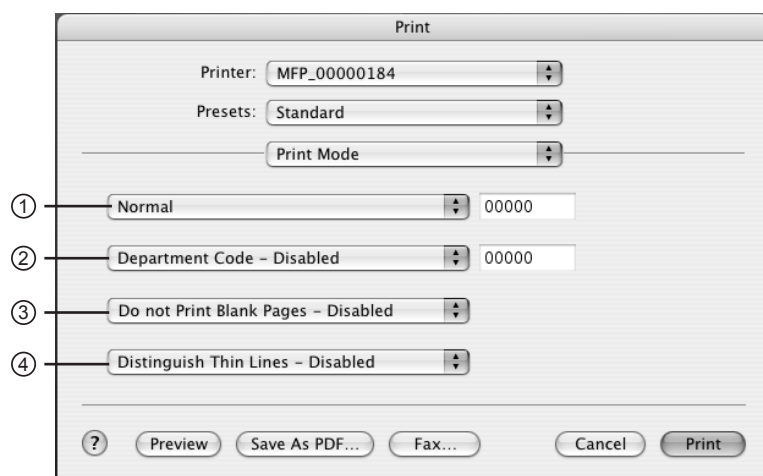 Print
Printer: MFP_00000184
Presets: Standard
Print Mode
① Normal 00000
② Department Code – Disabled 00000
③ Do not Print Blank Pages – Disabled
④ Distinguish Thin Lines – Disabled
? Preview Save As PDF... Fax... Cancel Print